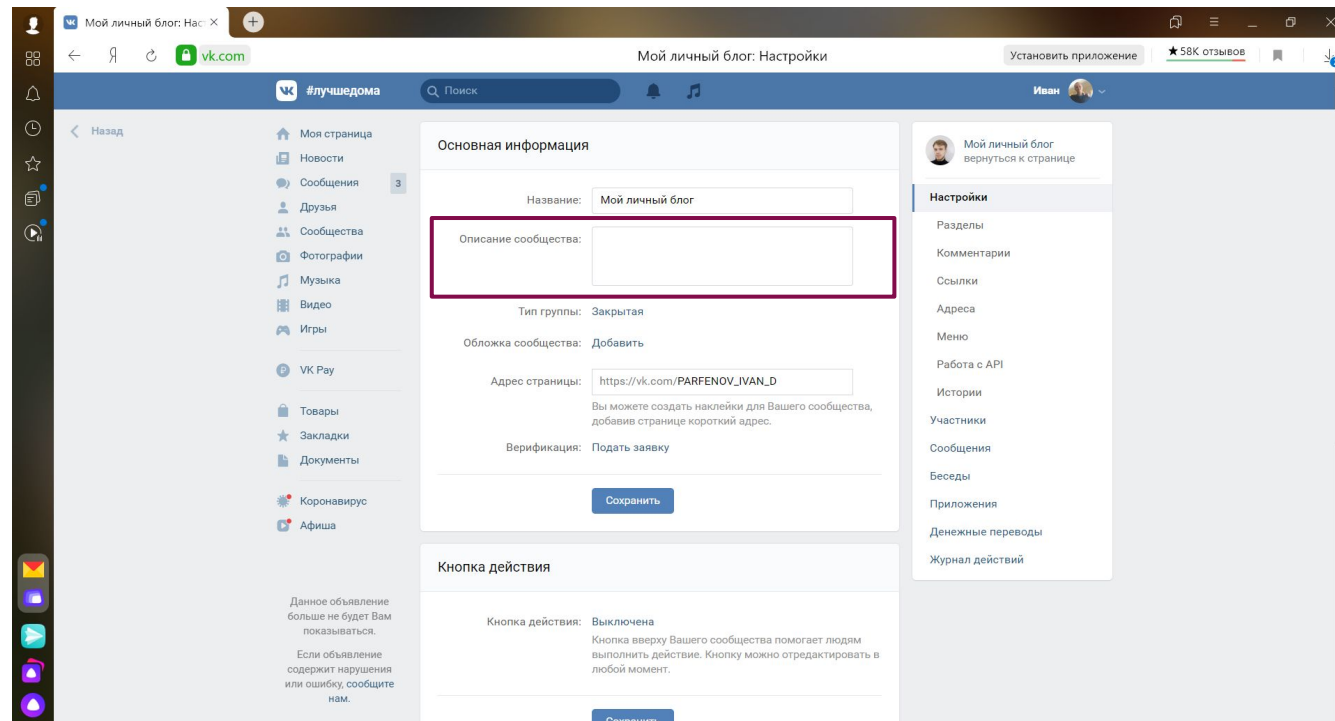 Мой личный блог: Нас
Я
vk.com
Мой личный блог: Настройки
Установить приложение
★ 58K отзывов
#лучшедома
Поиск
Иван
Назад
Моя страница
Новости
Сообщения 3
Друзья
Сообщества
Фотографии
Музыка
Видео
Игры
VK Pay
Товары
Закладки
Документы
Коронавирус
Афиша
Данное объявление
больше не будет Вам
показываться.
Если объявление
содержит нарушения
или ошибку, сообщите
нам.
Основная информация
Название: Мой личный блог
Описание сообщества:
Тип группы: Закрытая
Обложка сообщества: Добавить
Адрес страницы: https://vk.com/PARFENOV_IVAN_D
Вы можете создать наклейки для Вашего сообщества,
добавив странице короткий адрес.
Верификация: Подать заявку
Сохранить
Кнопка действия
Кнопка действия: Выключена
Кнопка вверху Вашего сообщества помогает людям
выполнить действие. Кнопку можно отредактировать в
любой момент.
Сохранить
Мой личный блог
вернуться к странице
Настройки
Разделы
Комментарии
Ссылки
Адреса
Меню
Работа с API
Истории
Участники
Сообщения
Беседы
Приложения
Денежные переводы
Журнал действий